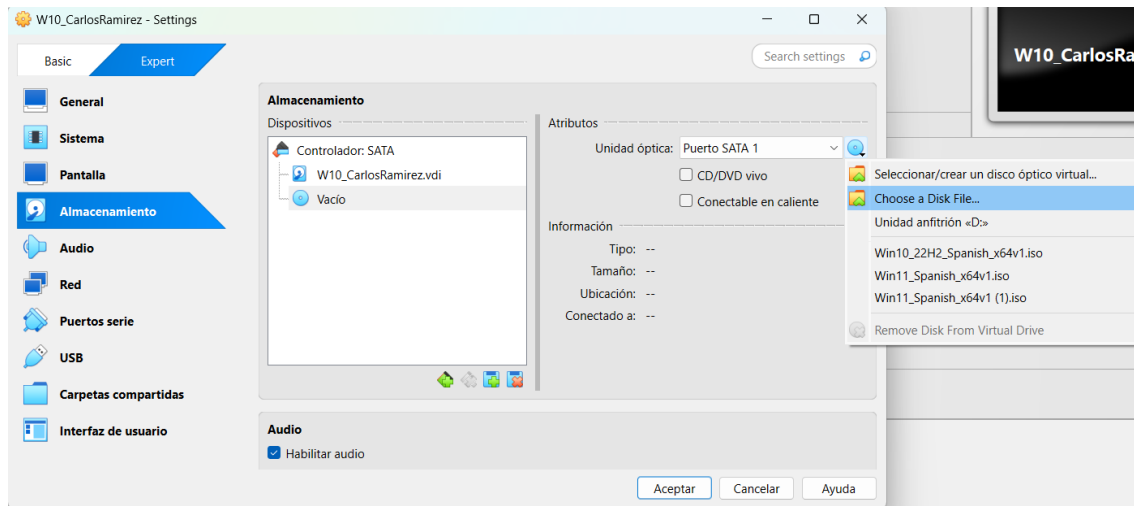 W10_CarlosRamirez - Settings
Basic
Expert
Search settings
General
Sistema
Pantalla
Almacenamiento
Audio
Red
Puertos serie
USB
Carpetas compartidas
Interfaz de usuario
Almacenamiento
Dispositivos
Controlador: SATA
W10_CarlosRamirez.vdi
Vacío
Atributos
Unidad óptica: Puerto SATA 1
CD/DVD vivo
Conectable en caliente
Información
Tipo: --
Tamaño: --
Ubicación: --
Conectado a: --
Audio
Habilitar audio
Aceptar
Cancelar
Ayuda
W10_CarlosRa
Seleccionar/crear un disco óptico virtual...
Choose a Disk File...
Unidad anfitrión «D:»
Win10_22H2_Spanish_x64v1.iso
Win11_Spanish_x64v1.iso
Win11_Spanish_x64v1 (1).iso
Remove Disk From Virtual Drive